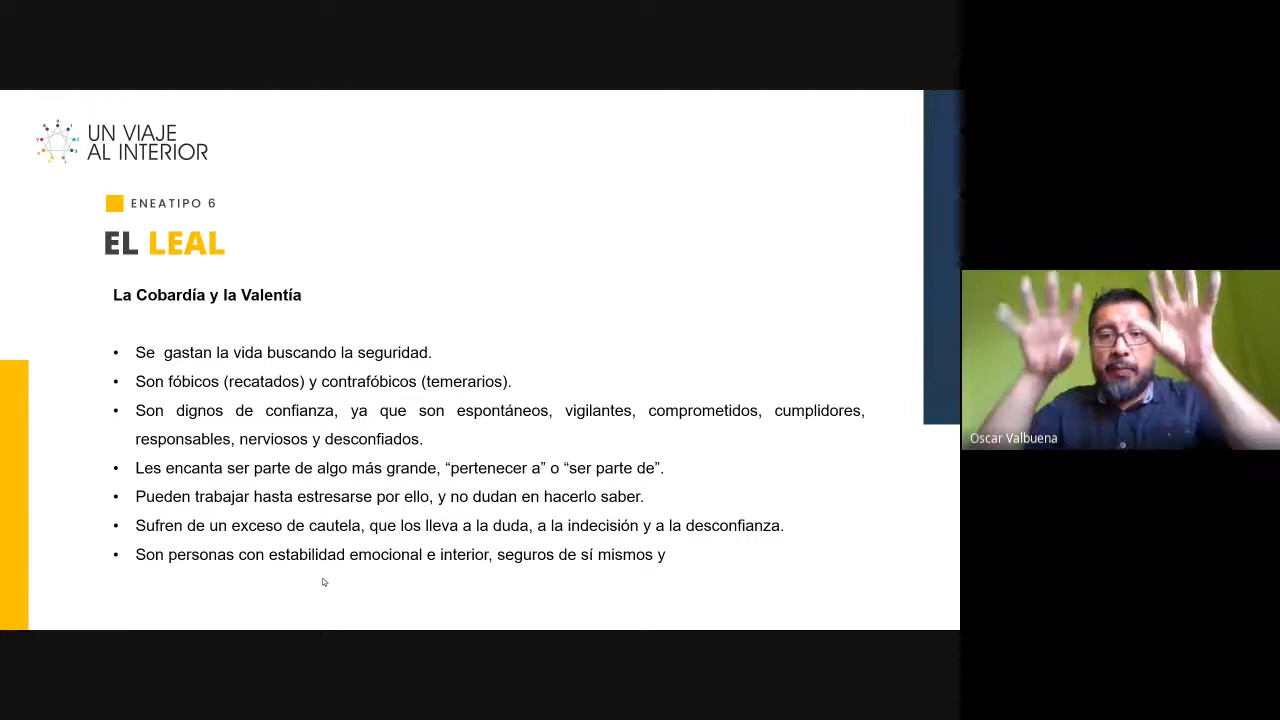 UN VIAJE
AL INTERIOR
ENEATIPO 6
EL LEAL
La Cobardía y la Valentía
• Se gastan la vida buscando la seguridad.
• Son fóbicos (recatados) y contrafóbicos (temerarios).
• Son dignos de confianza, ya que son espontáneos, vigilantes, comprometidos, cumplidores,
responsables, nerviosos y desconfiados.
• Les encanta ser parte de algo más grande, “pertenecer a” o “ser parte de”.
• Pueden trabajar hasta estresarse por ello, y no dudan en hacerlo saber.
• Sufren de un exceso de cautela, que los lleva a la duda, a la indecisión y a la desconfianza.
• Son personas con estabilidad emocional e interior, seguros de sí mismos y
Oscar Valbuena